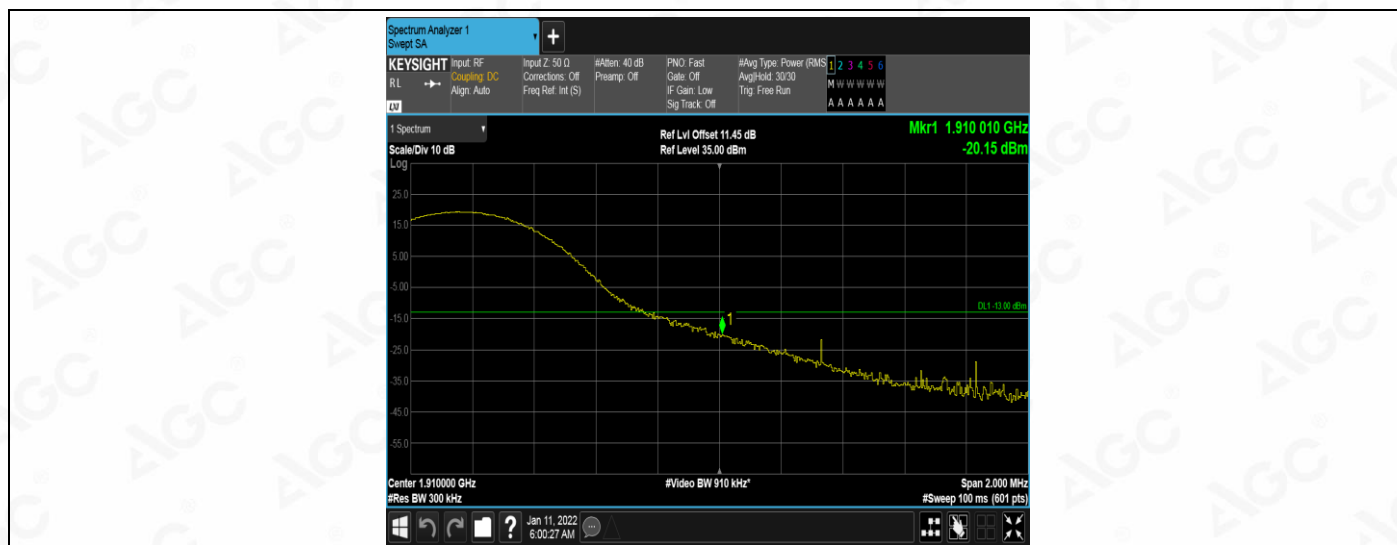 Spectrum Analyzer 1
Swept SA
+
KEYSIGHT
RL
Input: RF
Coupling: DC
Align: Auto
Input Z: 50 Ω
Corrections: Off
Freq Ref: Int (S)
#Atten: 40 dB
Preamp: Off
PNO: Fast
Gate: Off
IF Gain: Low
Sig Track: Off
#Avg Type: Power (RMS
Avg|Hold: 30/30
Trig: Free Run
1 2 3 4 5 6
M W W W W W
A A A A A A
1 Spectrum
Scale/Div 10 dB
Ref Lvl Offset 11.45 dB
Ref Level 35.00 dBm
Mkr1 1.910 010 GHz
-20.15 dBm
Log
25.0
15.0
5.00
-5.00
DL1 -13.00 dBm
-15.0
1
-25.0
-35.0
-45.0
-55.0
Center 1.910000 GHz
#Video BW 910 kHz*
Span 2.000 MHz
#Res BW 300 kHz
#Sweep 100 ms (601 pts)
?
Jan 11, 2022
6:00:27 AM
AGC